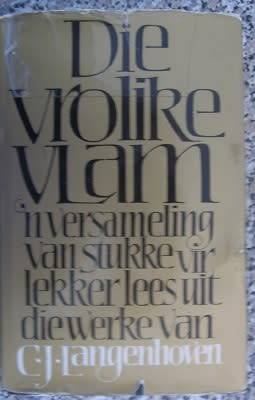 Die
vrolike
vlam
'n versameling
van stukke vir
lekker lees uit
die werke van
C.J. Langenhoven